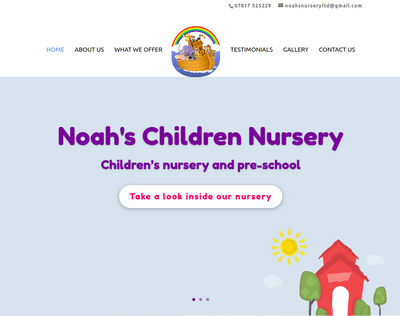 07817 525229 noahsnurseryltd@gmail.com
HOME ABOUT US WHAT WE OFFER TESTIMONIALS GALLERY CONTACT US
Noah's Children Nursery
Children's nursery and pre-school
Take a look inside our nursery